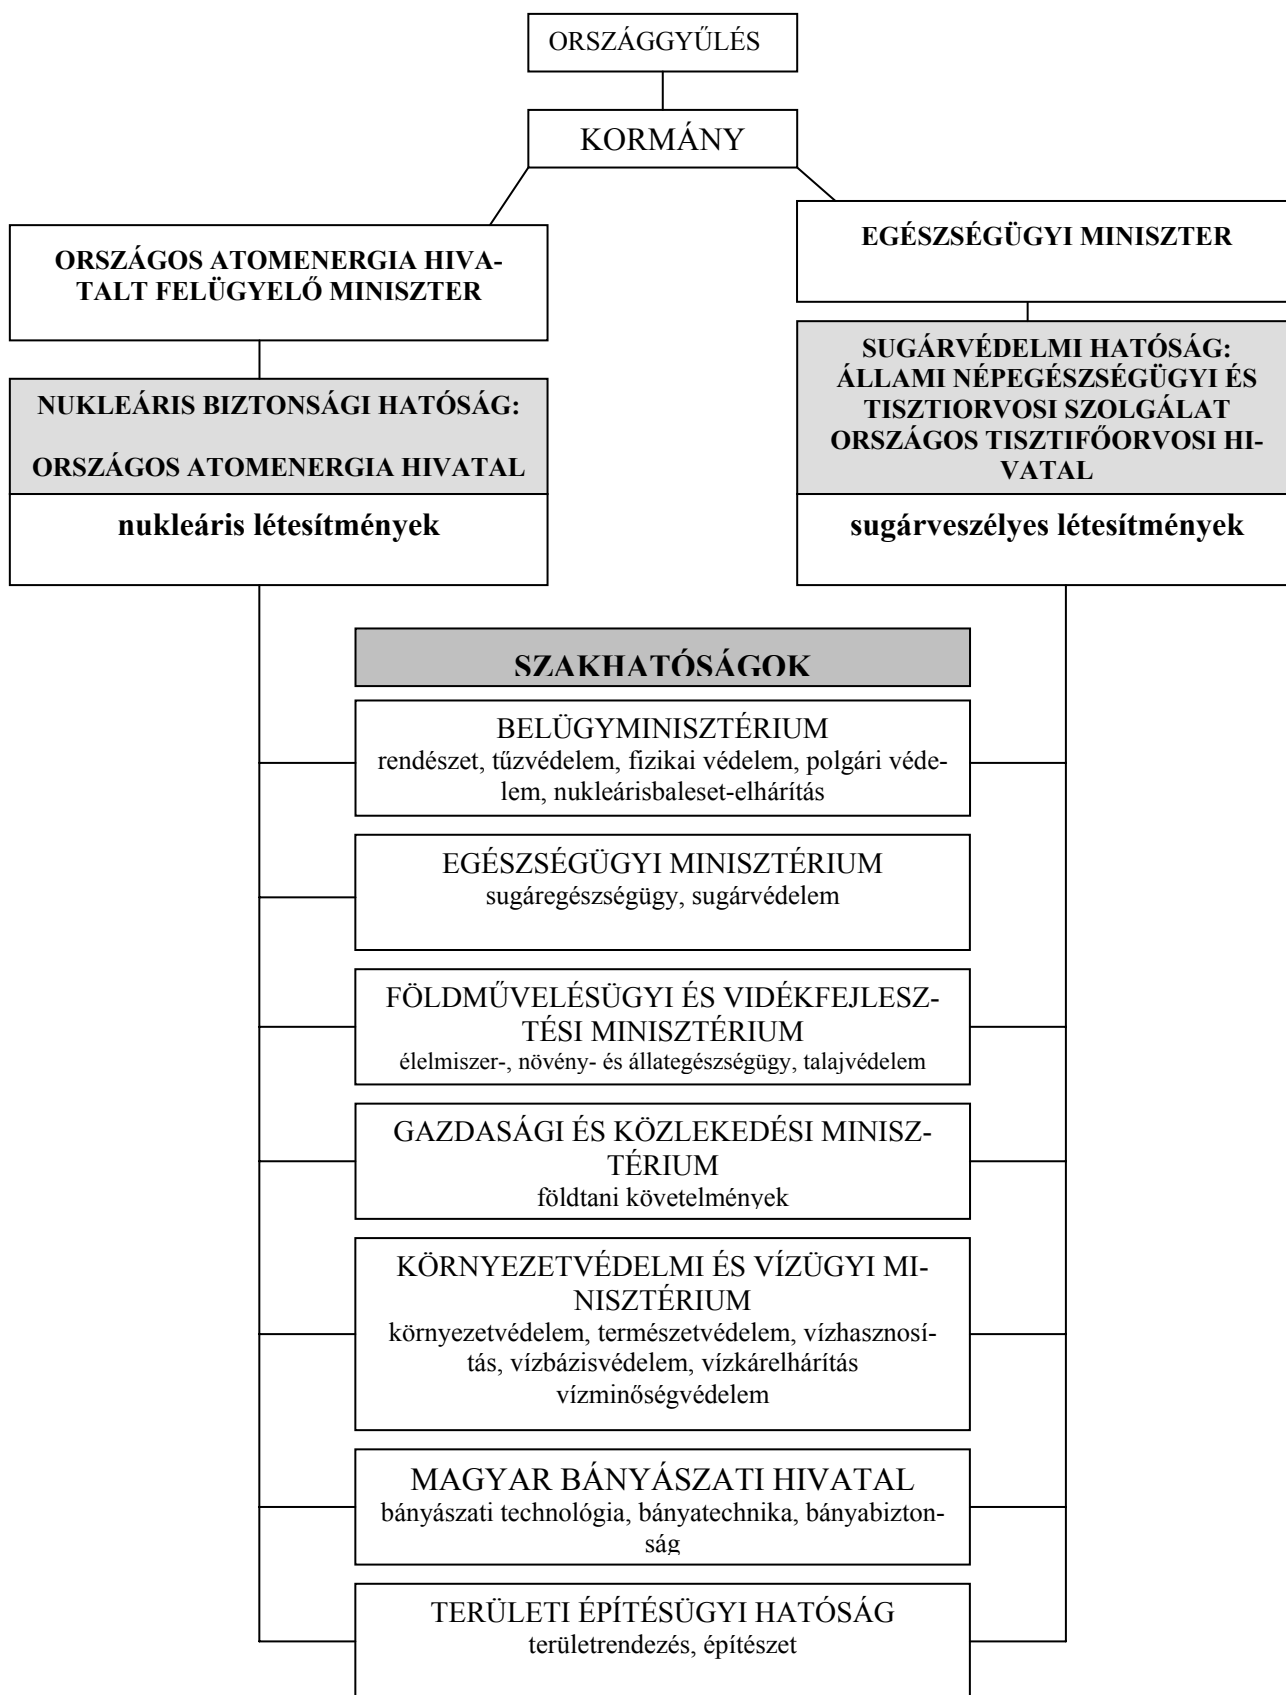 ORSZÁGGYŰLÉS
KORMÁNY
ORSZÁGOS ATOMENERGIA HIVA-
TALT FELÜGYELŐ MINISZTER
EGÉSZSÉGÜGYI MINISZTER
NUKLEÁRIS BIZTONSÁGI HATÓSÁG:
ORSZÁGOS ATOMENERGIA HIVATAL
nukleáris létesítmények
SUGÁRVÉDELMI HATÓSÁG:
ÁLLAMI NÉPEGÉSZSÉGÜGYI ÉS
TISZTIORVOSI SZOLGÁLAT
ORSZÁGOS TISZTIFŐORVOSI HI-
VATAL
sugárveszélyes létesítmények
SZAKHATÓSÁGOK
BELÜGYMINISZTÉRIUM
rendészet, tűzvédelem, fizikai védelem, polgári véde-
lem, nukleárisbaleset-elhárítás
EGÉSZSÉGÜGYI MINISZTÉRIUM
sugáregészségügy, sugárvédelem
FÖLDMŰVELÉSÜGYI ÉS VIDÉKFEJLESZ-
TÉSI MINISZTÉRIUM
élelmiszer-, növény- és állategészségügy, talajvédelem
GAZDASÁGI ÉS KÖZLEKEDÉSI MINISZ-
TÉRIUM
földtani követelmények
KÖRNYEZETVÉDELMI ÉS VÍZÜGYI MI-
NISZTÉRIUM
környezetvédelem, természetvédelem, vízhasznosí-
tás, vízbázisvédelem, vízkárelhárítás
vízminőségvédelem
MAGYAR BÁNYÁSZATI HIVATAL
bányászati technológia, bányatechnika, bányabizton-
ság
TERÜLETI ÉPÍTÉSÜGYI HATÓSÁG
területrendezés, építészet